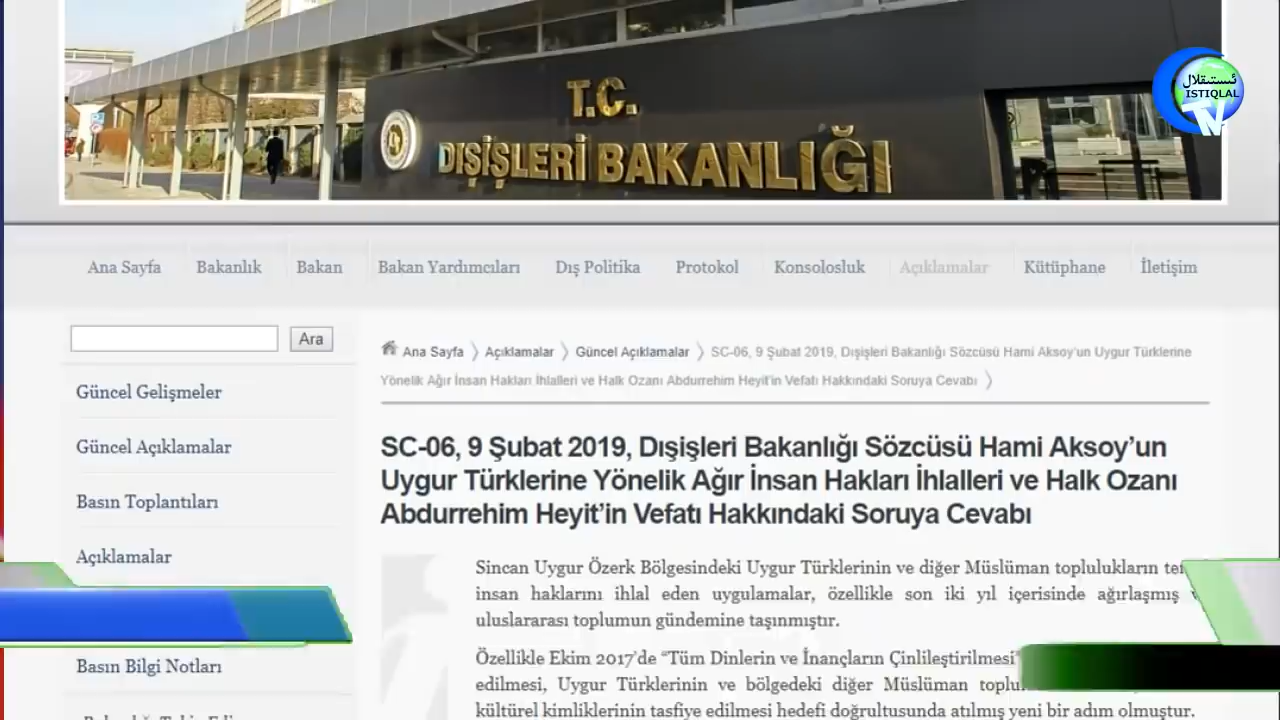 T.C.
DIŞİŞLERİ BAKANLIĞI
ئىستىقلال
ISTIQLAL
TV
Ana Sayfa Bakanlık Bakan Bakan Yardımcıları Dış Politika Protokol Konsolosluk Açıklamalar Kütüphane İletişim
Ara
Güncel Gelişmeler
Güncel Açıklamalar
Basın Toplantıları
Açıklamalar
Basın Bilgi Notları
Ana Sayfa Açıklamalar Güncel Açıklamalar SC-06, 9 Şubat 2019, Dışişleri Bakanlığı Sözcüsü Hami Aksoy'un Uygur Türklerine
Yönelik Ağır İnsan Hakları İhlalleri ve Halk Ozanı Abdurrehim Heyit'in Vefatı Hakkındaki Soruya Cevabı
SC-06, 9 Şubat 2019, Dışişleri Bakanlığı Sözcüsü Hami Aksoy’un
Uygur Türklerine Yönelik Ağır İnsan Hakları İhlalleri ve Halk Ozanı
Abdurrehim Heyit’in Vefatı Hakkındaki Soruya Cevabı
Sincan Uygur Özerk Bölgesindeki Uygur Türklerinin ve diğer Müslüman toplulukların
insan haklarını ihlal eden uygulamalar, özellikle son iki yıl içerisinde ağırlaşmış
uluslararası toplumun gündemine taşınmıştır.
Özellikle Ekim 2017’de “Tüm Dinlerin ve İnançların Çinlileştirilmesi”
edilmesi, Uygur Türklerinin ve bölgedeki diğer Müslüman
kültürel kimliklerinin tasfiye edilmesi hedefi doğrultusunda atılmış yeni bir adım olmuştur.